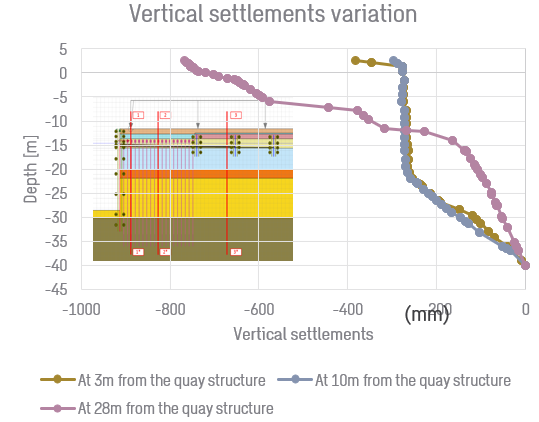 Vertical settlements variation
5
0
-5
-10
-15
-20
-25
-30
-35
-40
-45
Depth [m]
-1000
-800
-600
-400
-200
0
(mm)
Vertical settlements
At 3m from the quay structure
At 10m from the quay structure
At 28m from the quay structure